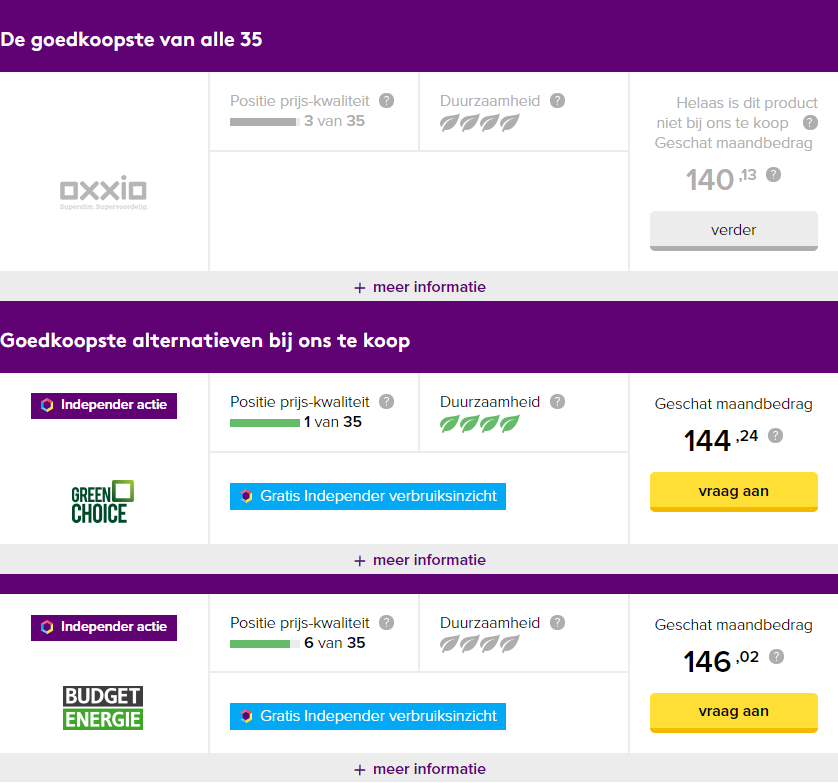 De goedkoopste van alle 35
oxxio
Superslim. Supervoordelig.
Positie prijs-kwaliteit ?
3 van 35
Duurzaamheid ?
Helaas is dit product
niet bij ons te koop ?
Geschat maandbedrag
140 ,13 ?
verder
+ meer informatie
Goedkoopste alternatieven bij ons te koop
Independer actie
GREEN
CHOICE
Positie prijs-kwaliteit ?
1 van 35
Duurzaamheid ?
Gratis Independer verbruiksinzicht
Geschat maandbedrag
144 ,24 ?
vraag aan
+ meer informatie
Independer actie
BUDGET
ENERGIE
Positie prijs-kwaliteit ?
6 van 35
Duurzaamheid ?
Gratis Independer verbruiksinzicht
Geschat maandbedrag
146 ,02 ?
vraag aan
+ meer informatie